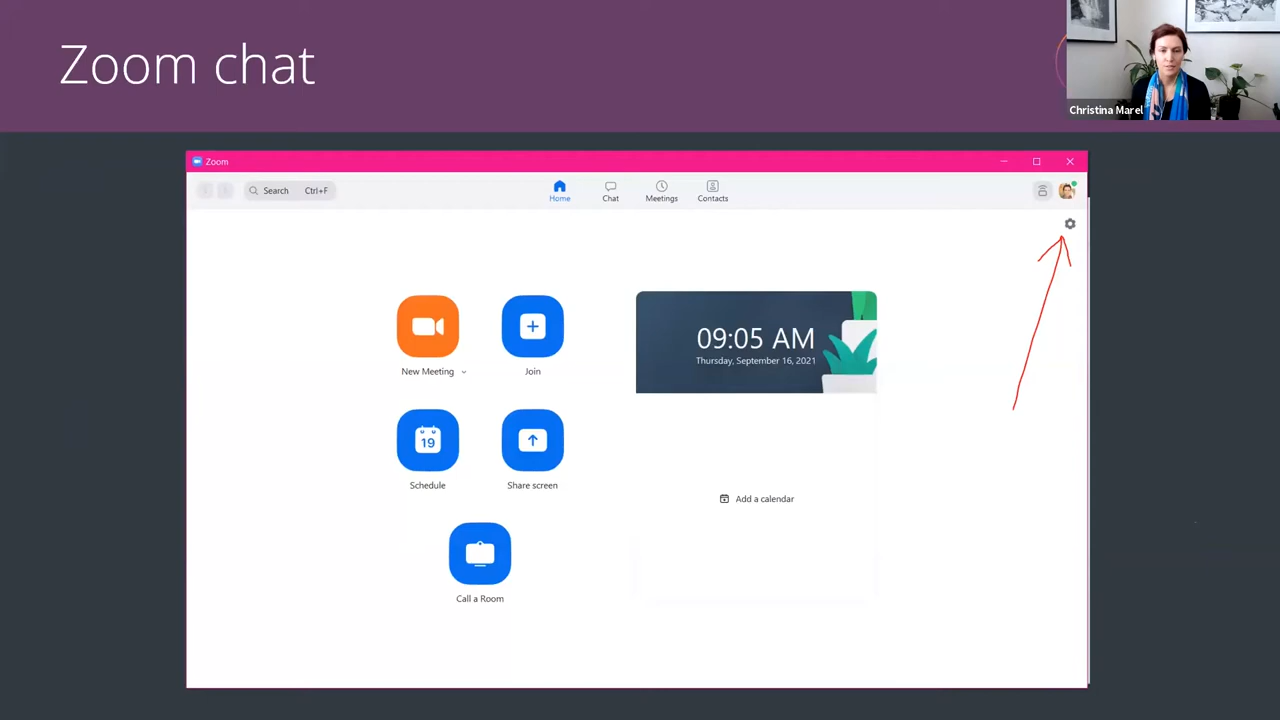 Zoom chat
Christina Marel
Zoom
Search Ctrl+F
Home
Chat
Meetings
Contacts
09:05 AM
Thursday, September 16, 2021
New Meeting
Join
19
Schedule
Share screen
Add a calendar
Call a Room